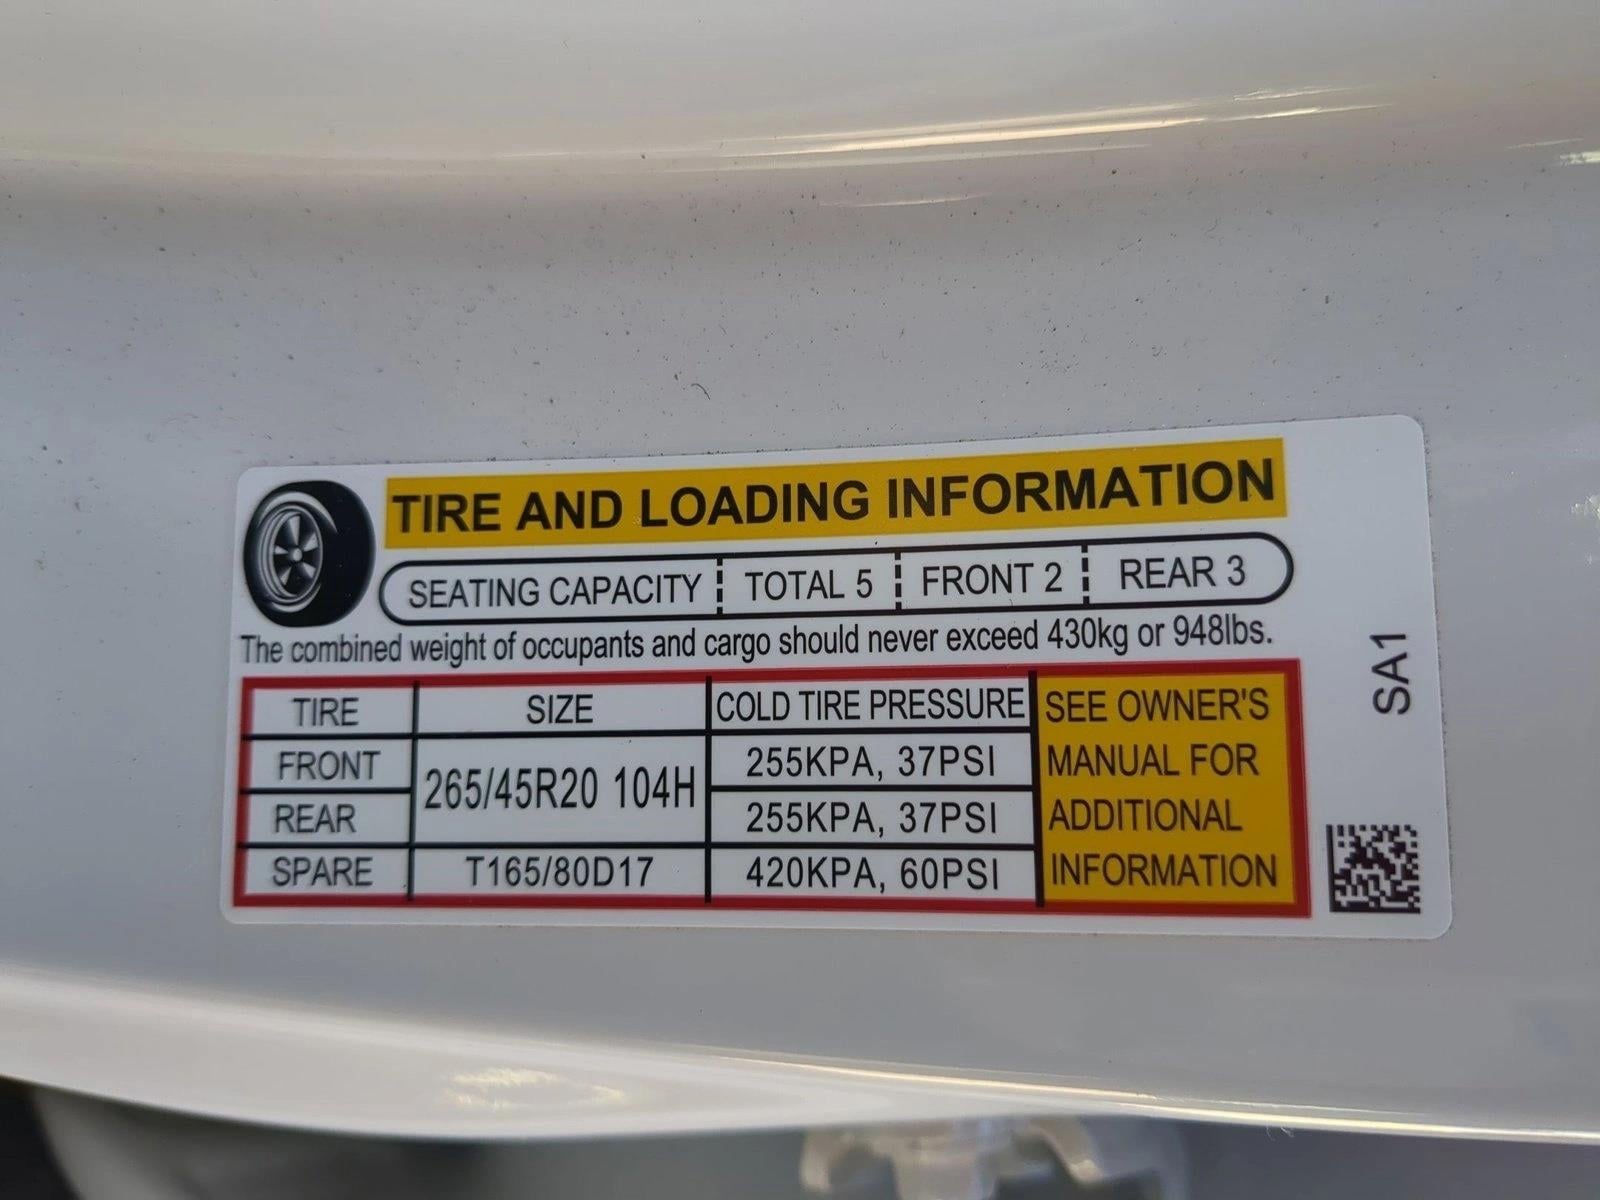 TIRE AND LOADING INFORMATION
SEATING CAPACITY TOTAL 5 FRONT 2 REAR 3
The combined weight of occupants and cargo should never exceed 430kg or 948lbs.
TIRE SIZE COLD TIRE PRESSURE
FRONT 265/45R20 104H 255KPA, 37PSI
REAR 255KPA, 37PSI
SPARE T165/80D17 420KPA, 60PSI
SEE OWNER'S
MANUAL FOR
ADDITIONAL
INFORMATION
SA1